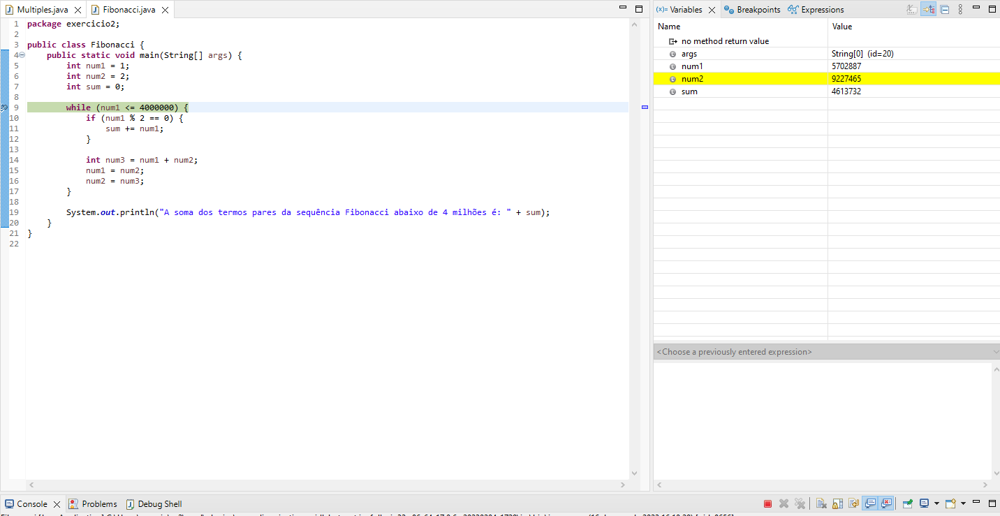 Multiples.java Fibonacci.java
1 package exercicio2;
2
3 public class Fibonacci {
4 public static void main(String[] args) {
5 int num1 = 1;
6 int num2 = 2;
7 int sum = 0;
8
9 while (num1 <= 4000000) {
10 if (num1 % 2 == 0) {
11 sum += num1;
12 }
13
14 int num3 = num1 + num2;
15 num1 = num2;
16 num2 = num3;
17 }
18
19 System.out.println("A soma dos termos pares da sequência Fibonacci abaixo de 4 milhões é: " + sum);
20 }
21 }
22
(x)= Variables Breakpoints Expressions
Name Value
no method return value
args String[0] (id=20)
num1 5702887
num2 9227465
sum 4613732
<Choose a previously entered expression>
Console Problems Debug Shell